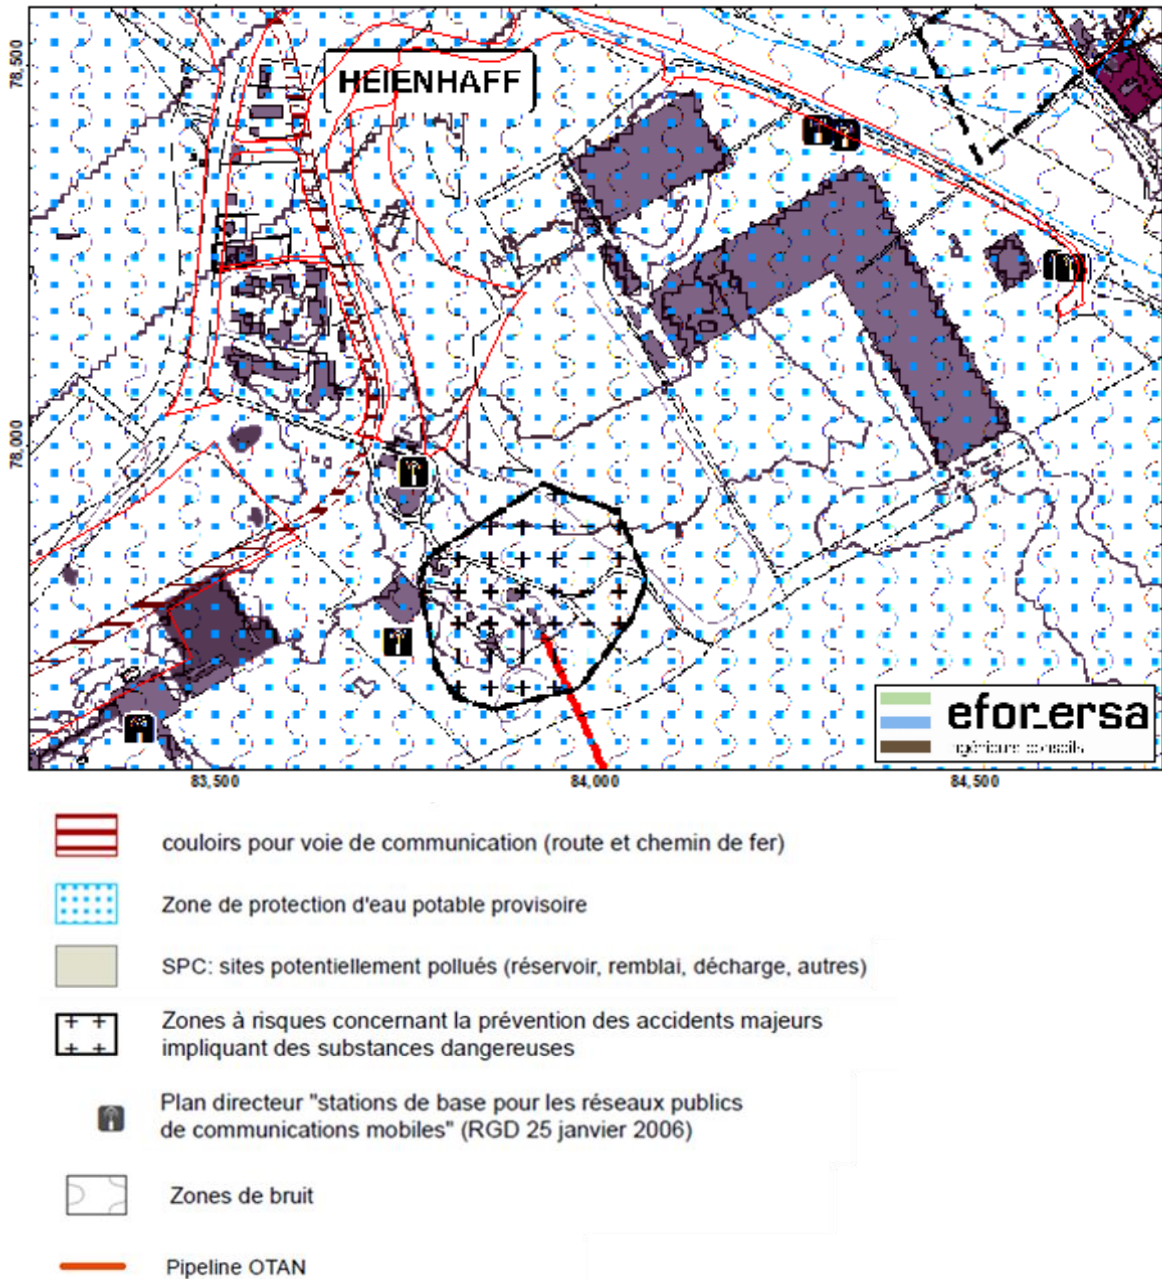 78,500
HEIENHAFF
78,000
efor_ersa
ingénieurs conseils
83,500
84,000
84,500
couloirs pour voie de communication (route et chemin de fer)
Zone de protection d'eau potable provisoire
SPC: sites potentiellement pollués (réservoir, remblai, décharge, autres)
Zones à risques concernant la prévention des accidents majeurs
impliquant des substances dangereuses
Plan directeur "stations de base pour les réseaux publics
de communications mobiles" (RGD 25 janvier 2006)
Zones de bruit
Pipeline OTAN